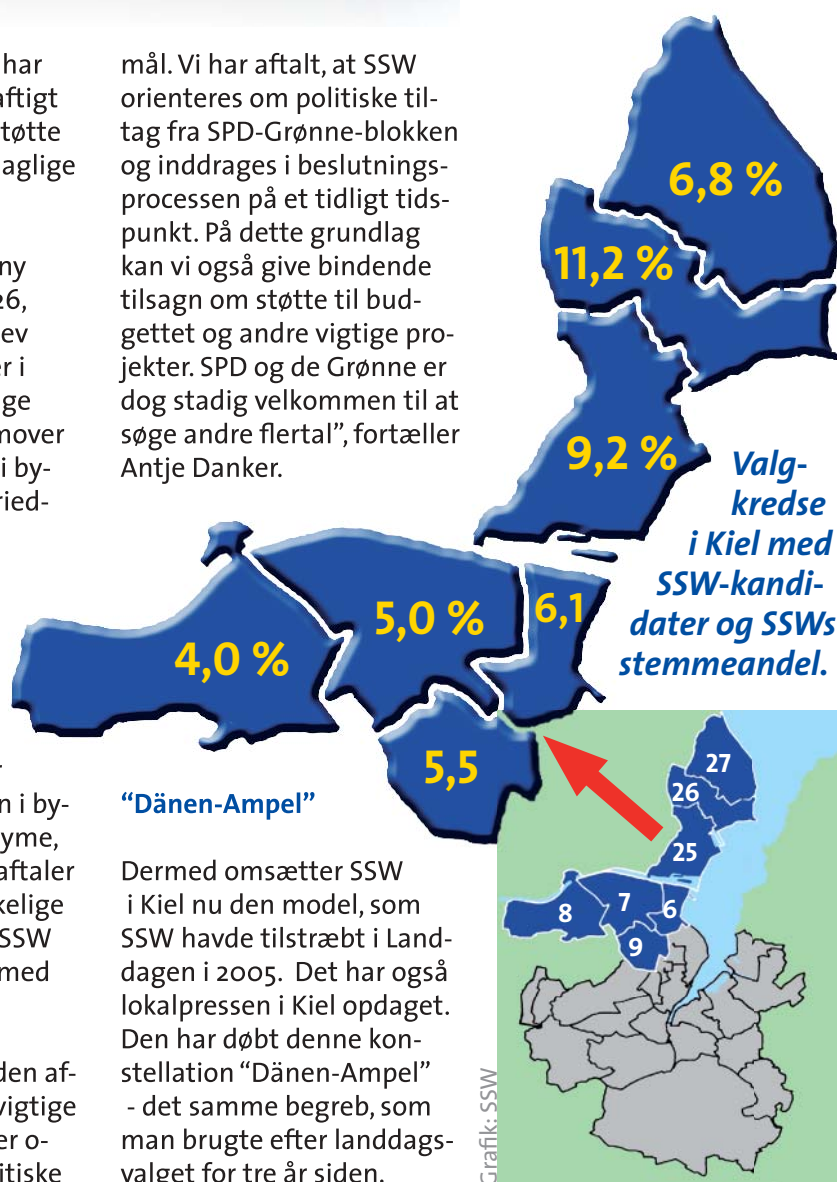 har
aftigt
støtte
aglige
ny
26,
lev
er i
ge
nover
i by-
ried-
n i by-
yme,
aftaler
kelige
SSW
med
den af-
vigtige
er o-
itiske
mål. Vi har aftalt, at SSW
orienteres om politiske til-
tag fra SPD-Grønne-blokken
og inddrages i beslutnings-
processen på et tidligt tids-
punkt. På dette grundlag
kan vi også give bindende
tilsagn om støtte til bud-
gettet og andre vigtige pro-
jekter. SPD og de Grønne er
dog stadig velkommen til at
søge andre flertal”, fortæller
Antje Danker.
“Dänen-Ampel”
Dermed omsætter SSW
i Kiel nu den model, som
SSW havde tilstræbt i Land-
dagen i 2005.  Det har også
lokalpressen i Kiel opdaget.
Den har døbt denne kon-
stellation “Dänen-Ampel”
- det samme begreb, som
man brugte efter landdags-
valget for tre år siden.
6,8 %
11,2 %
9,2 %
5,0 %
6,1
4,0 %
5,5
Valg-
kredse
i Kiel med
SSW-kandi-
dater og SSWs
stemmeandel.
27
26
25
7
8
6
9
Grafik: SSW